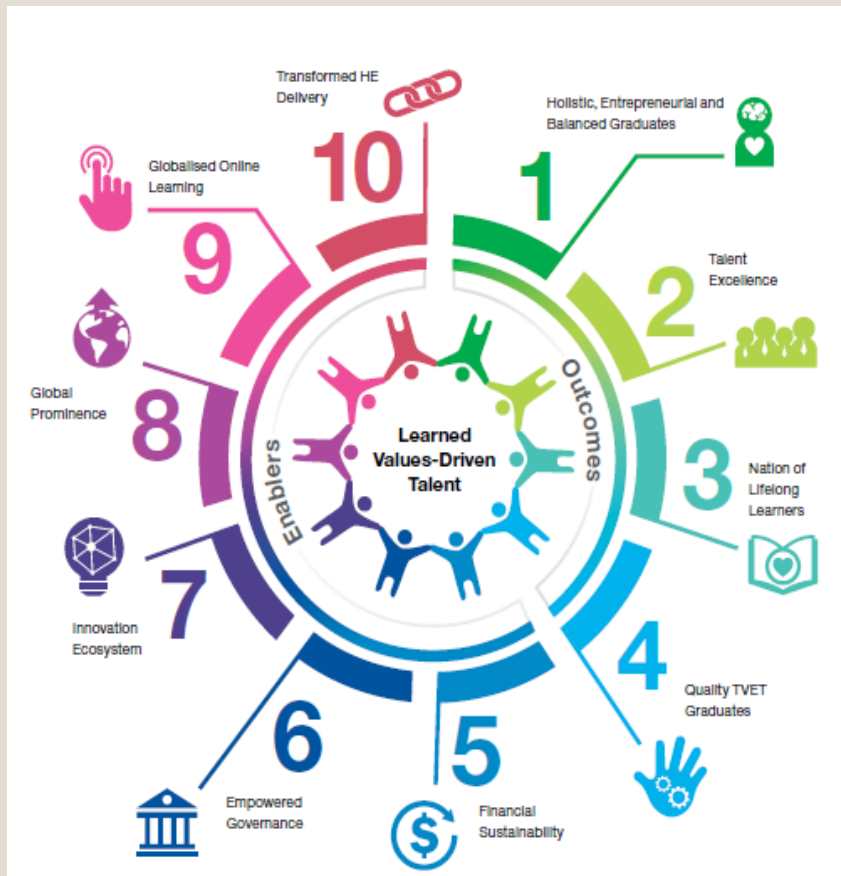 Transformed HE
Delivery
10
Holistic, Entrepreneurial and
Balanced Graduates
1
Globalised Online
Learning
9
Talent
Excellence
2
Global
Prominence
8
Enablers
Learned
Values-Driven
Talent
Outcomes
3
Nation of
Lifelong
Learners
7
Innovation
Ecosystem
4
Quality TVET
Graduates
6
Empowered
Governance
5
Financial
Sustainability
$